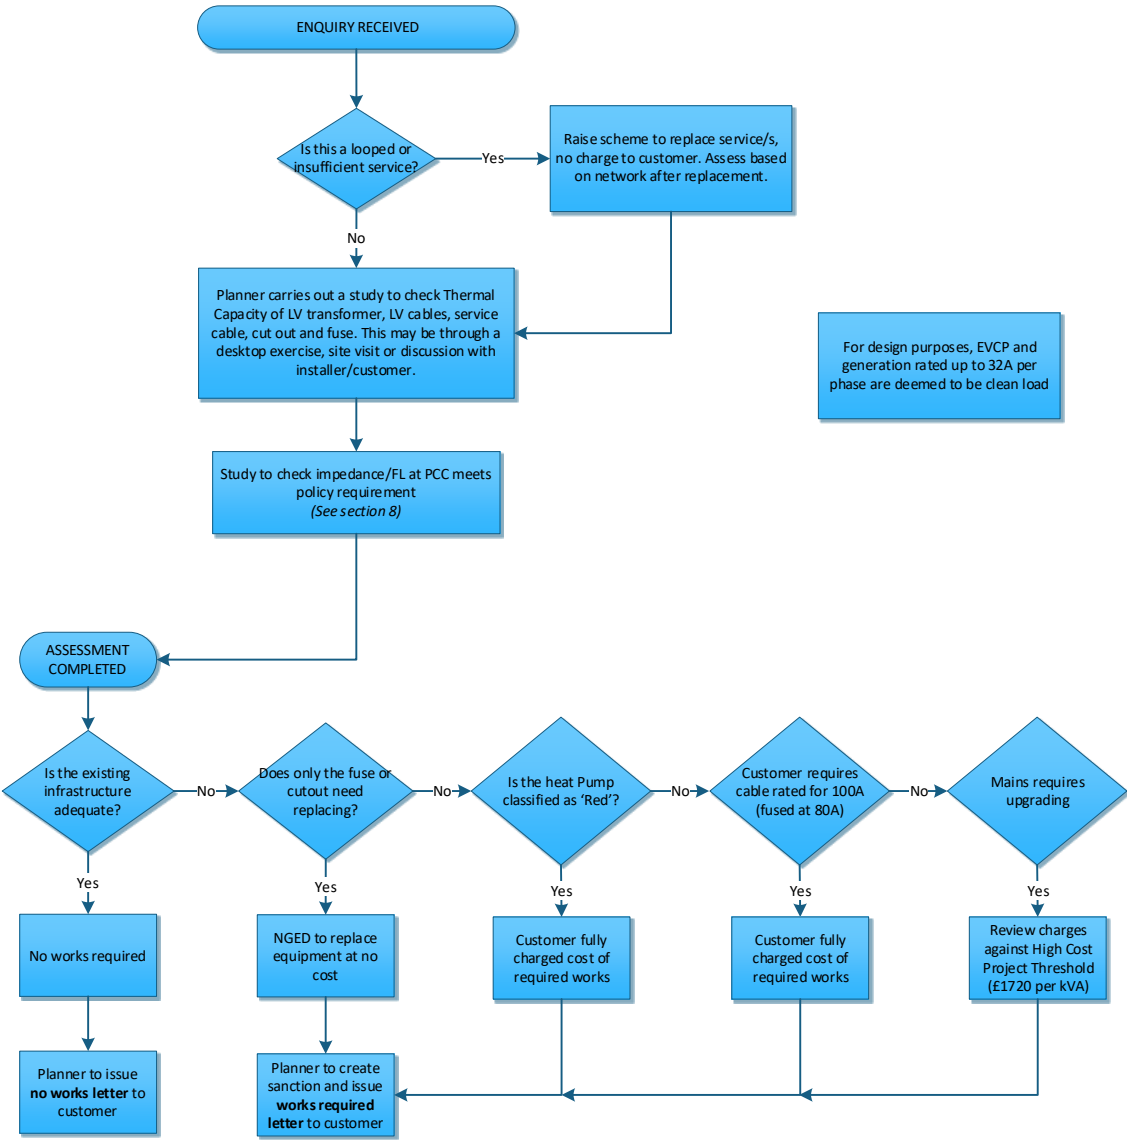 ENQUIRY RECEIVED
Is this a looped or
insufficient service?
Yes
Raise scheme to replace service/s,
no charge to customer. Assess based
on network after replacement.
No
Planner carries out a study to check Thermal
Capacity of LV transformer, LV cables, service
cable, cut out and fuse. This may be through a
desktop exercise, site visit or discussion with
installer/customer.
For design purposes, EVCP and
generation rated up to 32A per
phase are deemed to be clean load
Study to check impedance/FL at PCC meets
policy requirement
(See section 8)
ASSESSMENT
COMPLETED
Is the existing
infrastructure
adequate?
No
Does only the fuse or
cutout need
replacing?
No
Is the heat Pump
classified as ‘Red’?
No
Customer requires
cable rated for 100A
(fused at 80A)
No
Mains requires
upgrading
Yes
Yes
Yes
Yes
Yes
No works required
NGED to replace
equipment at no
cost
Customer fully
charged cost of
required works
Customer fully
charged cost of
required works
Review charges
against High Cost
Project Threshold
(£1720 per kVA)
Planner to issue
no works letter to
customer
Planner to create
sanction and issue
works required
letter to customer